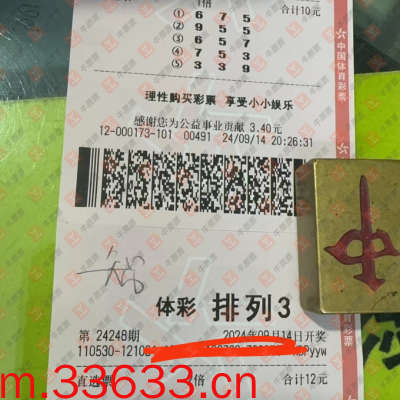 1倍 合计10元
① 6 7 5
② 9 5 5
③ 6 5 7
④ 7 5 3
⑤ 3 3 9
理性购买彩票 享受小小娱乐
感谢您为公益事业贡献 3.40元
12-000173-101 00491 24/09/14 20:26:31
中国体育彩票
体彩 排列3
第 24248期 2024年09月14日开奖
110530-1210
Pyyw
直选票 倍 合计12元
m.33633.cn